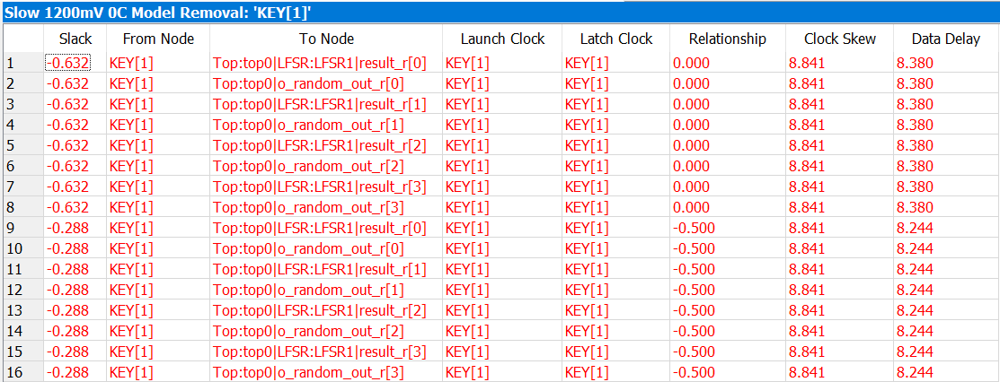 Slow 1200mV 0C Model Removal: 'KEY[1]'
Slack From Node To Node Launch Clock Latch Clock Relationship Clock Skew Data Delay
1 -0.632 KEY[1] Top:top0|LFSR:LFSR1|result_r[0] KEY[1] KEY[1] 0.000 8.841 8.380
2 -0.632 KEY[1] Top:top0|o_random_out_r[0] KEY[1] KEY[1] 0.000 8.841 8.380
3 -0.632 KEY[1] Top:top0|LFSR:LFSR1|result_r[1] KEY[1] KEY[1] 0.000 8.841 8.380
4 -0.632 KEY[1] Top:top0|o_random_out_r[1] KEY[1] KEY[1] 0.000 8.841 8.380
5 -0.632 KEY[1] Top:top0|LFSR:LFSR1|result_r[2] KEY[1] KEY[1] 0.000 8.841 8.380
6 -0.632 KEY[1] Top:top0|o_random_out_r[2] KEY[1] KEY[1] 0.000 8.841 8.380
7 -0.632 KEY[1] Top:top0|LFSR:LFSR1|result_r[3] KEY[1] KEY[1] 0.000 8.841 8.380
8 -0.632 KEY[1] Top:top0|o_random_out_r[3] KEY[1] KEY[1] 0.000 8.841 8.380
9 -0.288 KEY[1] Top:top0|LFSR:LFSR1|result_r[0] KEY[1] KEY[1] -0.500 8.841 8.244
10 -0.288 KEY[1] Top:top0|o_random_out_r[0] KEY[1] KEY[1] -0.500 8.841 8.244
11 -0.288 KEY[1] Top:top0|LFSR:LFSR1|result_r[1] KEY[1] KEY[1] -0.500 8.841 8.244
12 -0.288 KEY[1] Top:top0|o_random_out_r[1] KEY[1] KEY[1] -0.500 8.841 8.244
13 -0.288 KEY[1] Top:top0|LFSR:LFSR1|result_r[2] KEY[1] KEY[1] -0.500 8.841 8.244
14 -0.288 KEY[1] Top:top0|o_random_out_r[2] KEY[1] KEY[1] -0.500 8.841 8.244
15 -0.288 KEY[1] Top:top0|LFSR:LFSR1|result_r[3] KEY[1] KEY[1] -0.500 8.841 8.244
16 -0.288 KEY[1] Top:top0|o_random_out_r[3] KEY[1] KEY[1] -0.500 8.841 8.244